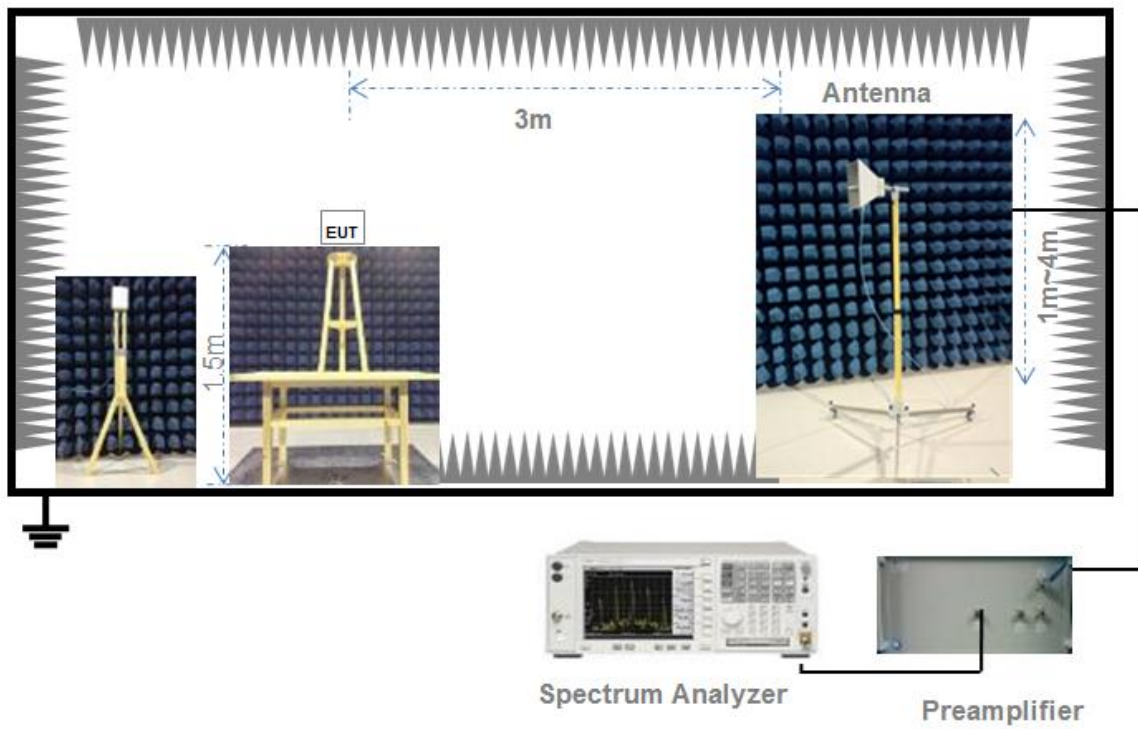 Antenna
3m
EUT
1.5m
1m~4m
Spectrum Analyzer
Preamplifier